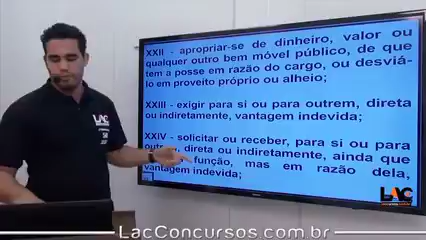 XXII - apropriar-se de dinheiro, valor ou
qualquer outro bem móvel público, de que
tem a posse em razão do cargo, ou desviá-
lo em proveito próprio ou alheio;
XXIII - exigir para si ou para outrem, direta
ou indiretamente, vantagem indevida;
XXIV - solicitar ou receber, para si ou para
direta ou indiretamente, ainda que
função, mas em razão dela,
vantagem indevida;
LAC
LAC
LacConcursos.com.br